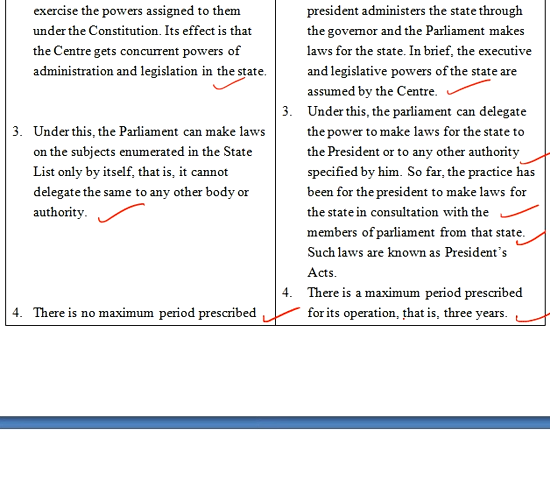 exercise the powers assigned to them
under the Constitution. Its effect is that
the Centre gets concurrent powers of
administration and legislation in the state.
3. Under this, the Parliament can make laws
on the subjects enumerated in the State
List only by itself, that is, it cannot
delegate the same to any other body or
authority.
4. There is no maximum period prescribed
president administers the state through
the governor and the Parliament makes
laws for the state. In brief, the executive
and legislative powers of the state are
assumed by the Centre.
3. Under this, the parliament can delegate
the power to make laws for the state to
the President or to any other authority
specified by him. So far, the practice has
been for the president to make laws for
the state in consultation with the
members of parliament from that state.
Such laws are known as President's
Acts.
4. There is a maximum period prescribed
for its operation, that is, three years.